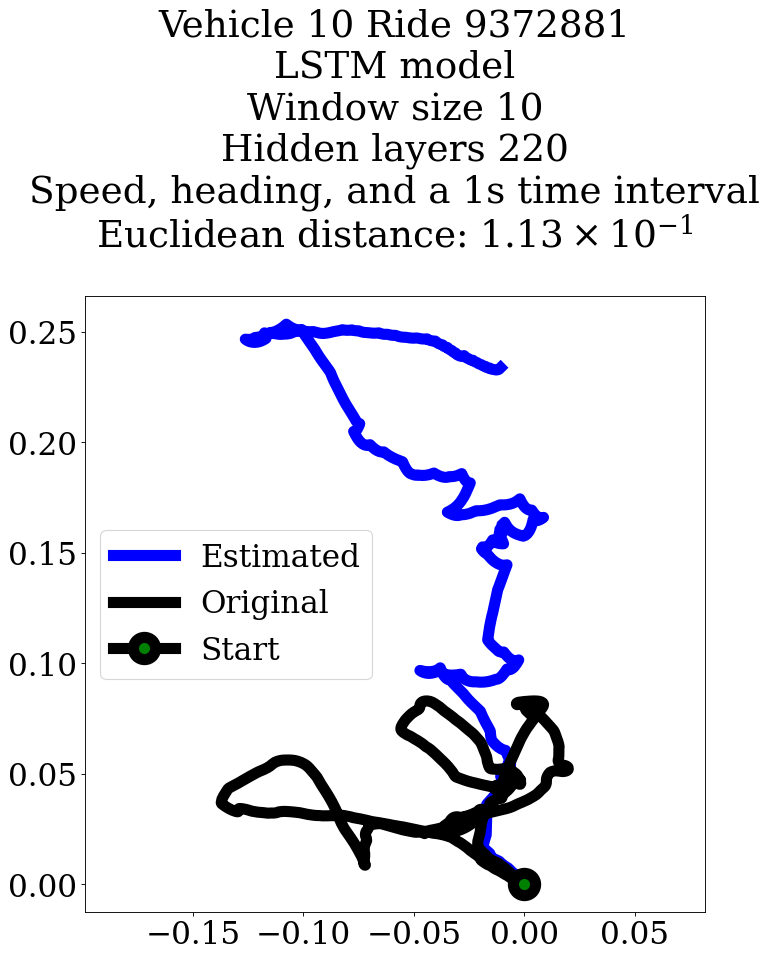 Vehicle 10 Ride 9372881
LSTM model
Window size 10
Hidden layers 220
Speed, heading, and a 1s time interval
Euclidean distance: 1.13 × 10⁻¹
0.25
0.20
0.15
0.10
0.05
0.00
Estimated
Original
Start
−0.15 −0.10 −0.05 0.00 0.05